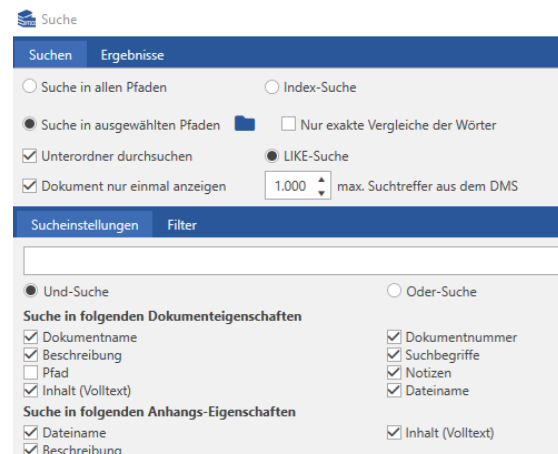 Suche
Suchen Ergebnisse
Suche in allen Pfaden Index-Suche
Suche in ausgewählten Pfaden Nur exakte Vergleiche der Wörter
Unterordner durchsuchen LIKE-Suche
Dokument nur einmal anzeigen 1.000 max. Suchtreffer aus dem DMS
Sucheinstellungen Filter
Und-Suche Oder-Suche
Suche in folgenden Dokumenteigenschaften
Dokumentname Dokumentnummer
Beschreibung Suchbegriffe
Pfad Notizen
Inhalt (Volltext) Dateiname
Suche in folgenden Anhangs-Eigenschaften
Dateiname Inhalt (Volltext)
Beschreibung